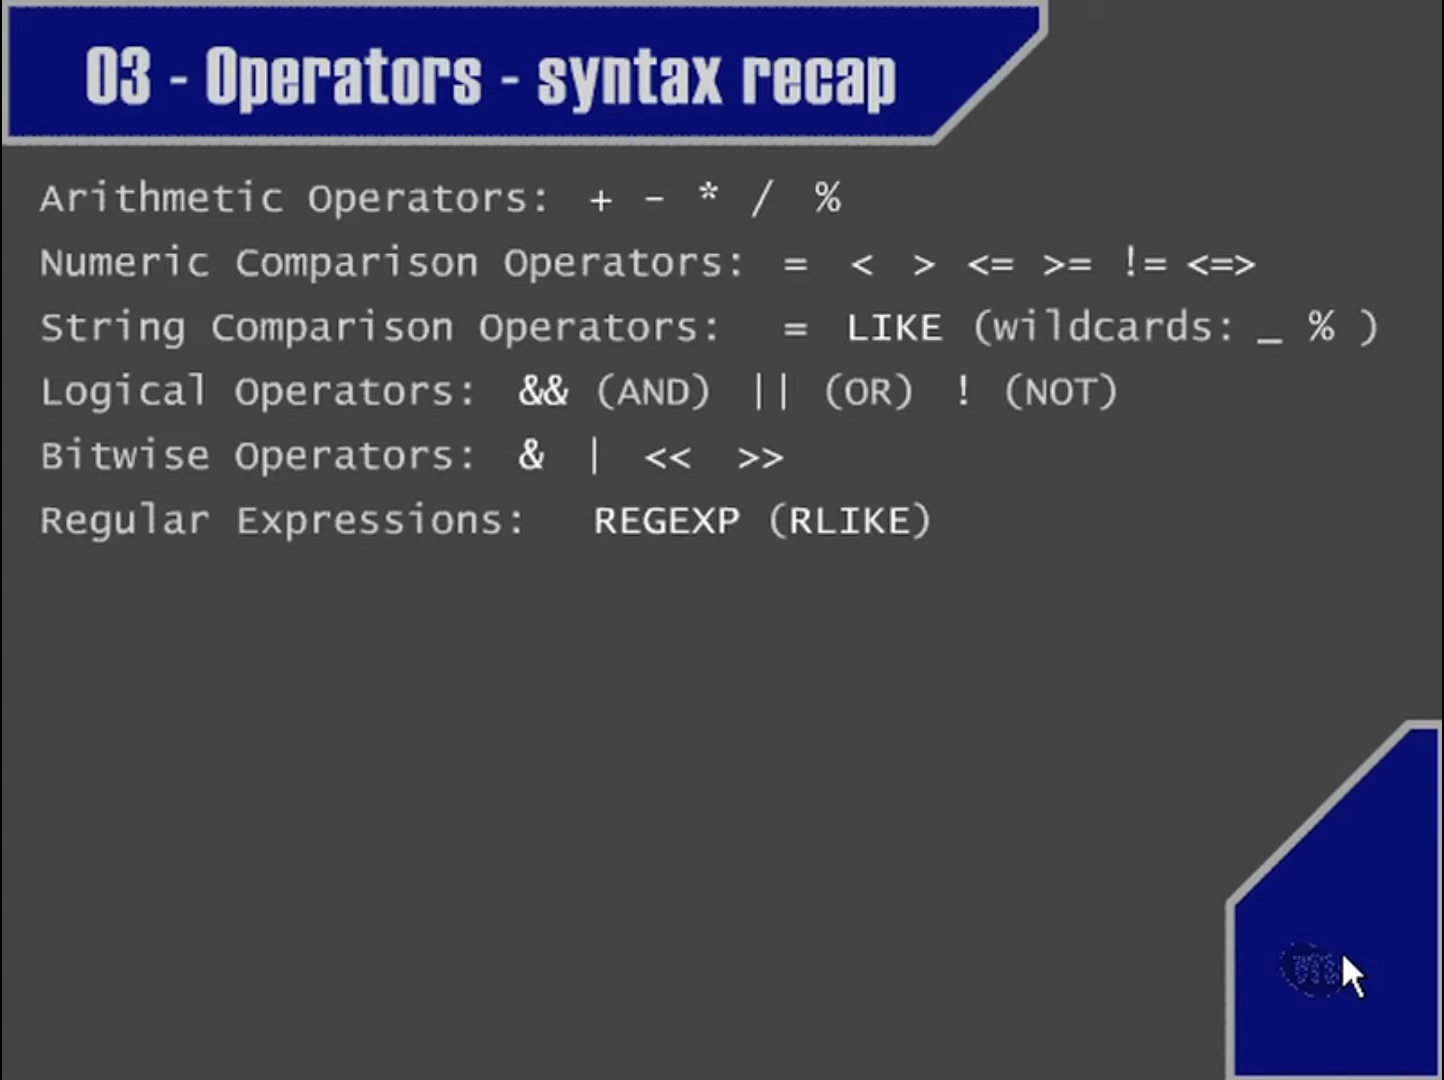 03 - Operators - syntax recap
Arithmetic Operators: + - * / %
Numeric Comparison Operators: = < > <= >= != <=>
String Comparison Operators: = LIKE (wildcards: _ % )
Logical Operators: && (AND) || (OR) ! (NOT)
Bitwise Operators: & | << >>
Regular Expressions: REGEXP (RLIKE)